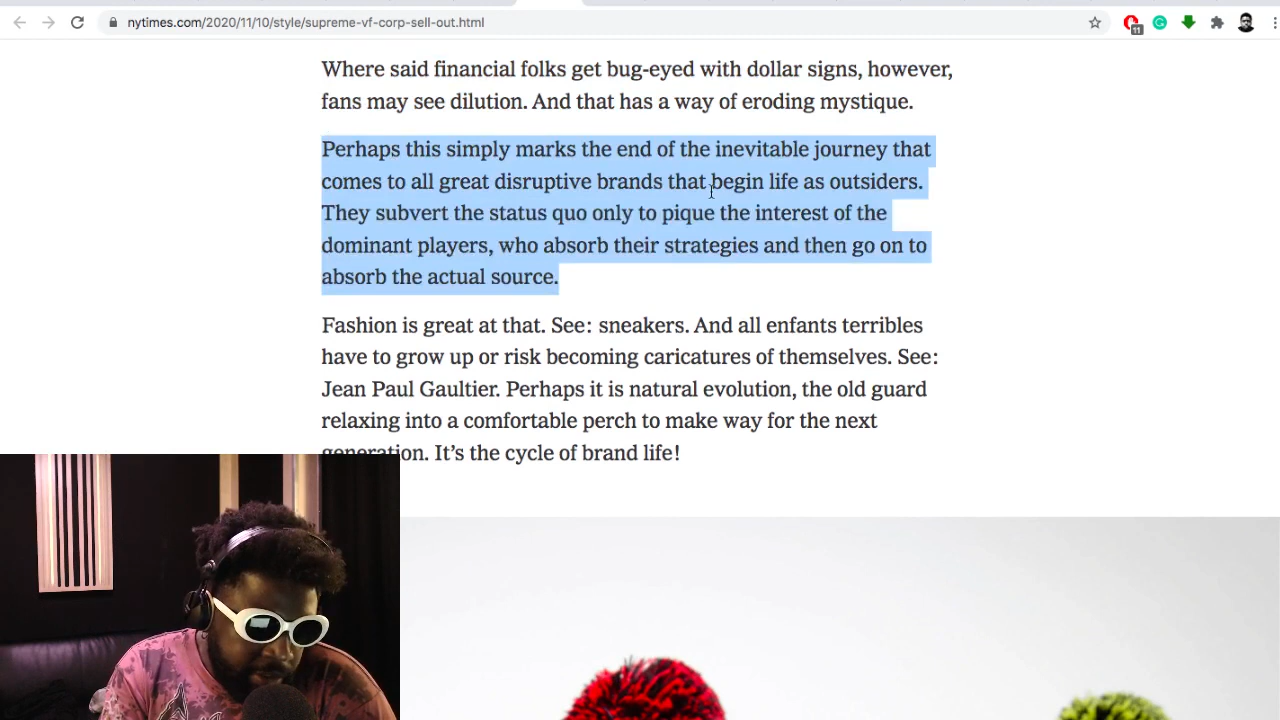 nytimes.com/2020/11/10/style/supreme-vf-corp-sell-out.html
11
Where said financial folks get bug-eyed with dollar signs, however,
fans may see dilution. And that has a way of eroding mystique.
Perhaps this simply marks the end of the inevitable journey that
comes to all great disruptive brands that begin life as outsiders.
They subvert the status quo only to pique the interest of the
dominant players, who absorb their strategies and then go on to
absorb the actual source.
Fashion is great at that. See: sneakers. And all enfants terribles
have to grow up or risk becoming caricatures of themselves. See:
Jean Paul Gaultier. Perhaps it is natural evolution, the old guard
relaxing into a comfortable perch to make way for the next
generation. It’s the cycle of brand life!